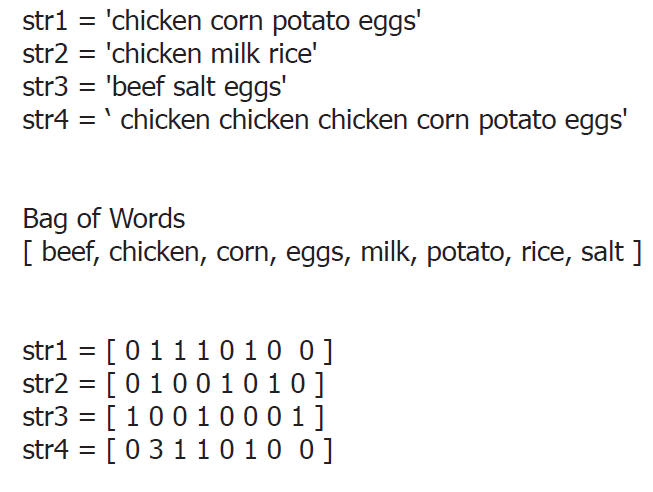 str1 = 'chicken corn potato eggs'
str2 = 'chicken milk rice'
str3 = 'beef salt eggs'
str4 = ‘ chicken chicken chicken corn potato eggs'
Bag of Words
[ beef, chicken, corn, eggs, milk, potato, rice, salt ]
str1 = [ 0 1 1 1 0 1 0  0 ]
str2 = [ 0 1 0 0 1 0 1 0 ]
str3 = [ 1 0 0 1 0 0 0 1 ]
str4 = [ 0 3 1 1 0 1 0  0 ]